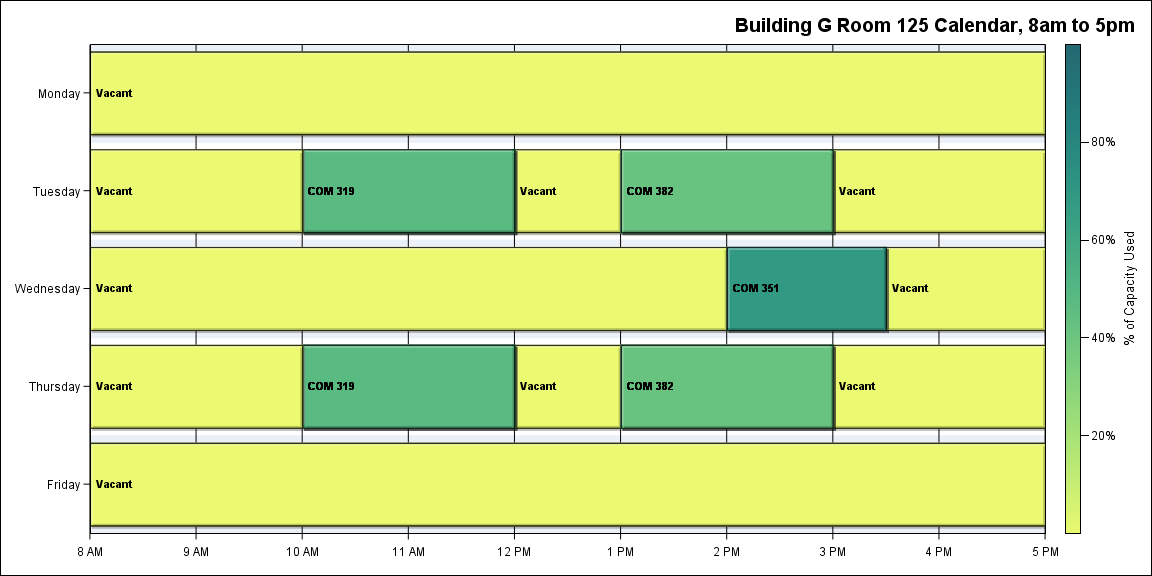 Building G Room 125 Calendar, 8am to 5pm
Monday
Vacant
Tuesday
Vacant
COM 319
Vacant
COM 382
Vacant
Wednesday
Vacant
COM 351
Vacant
Thursday
Vacant
COM 319
Vacant
COM 382
Vacant
Friday
Vacant
8 AM
9 AM
10 AM
11 AM
12 PM
1 PM
2 PM
3 PM
4 PM
5 PM
80%
60%
40%
20%
% of Capacity Used